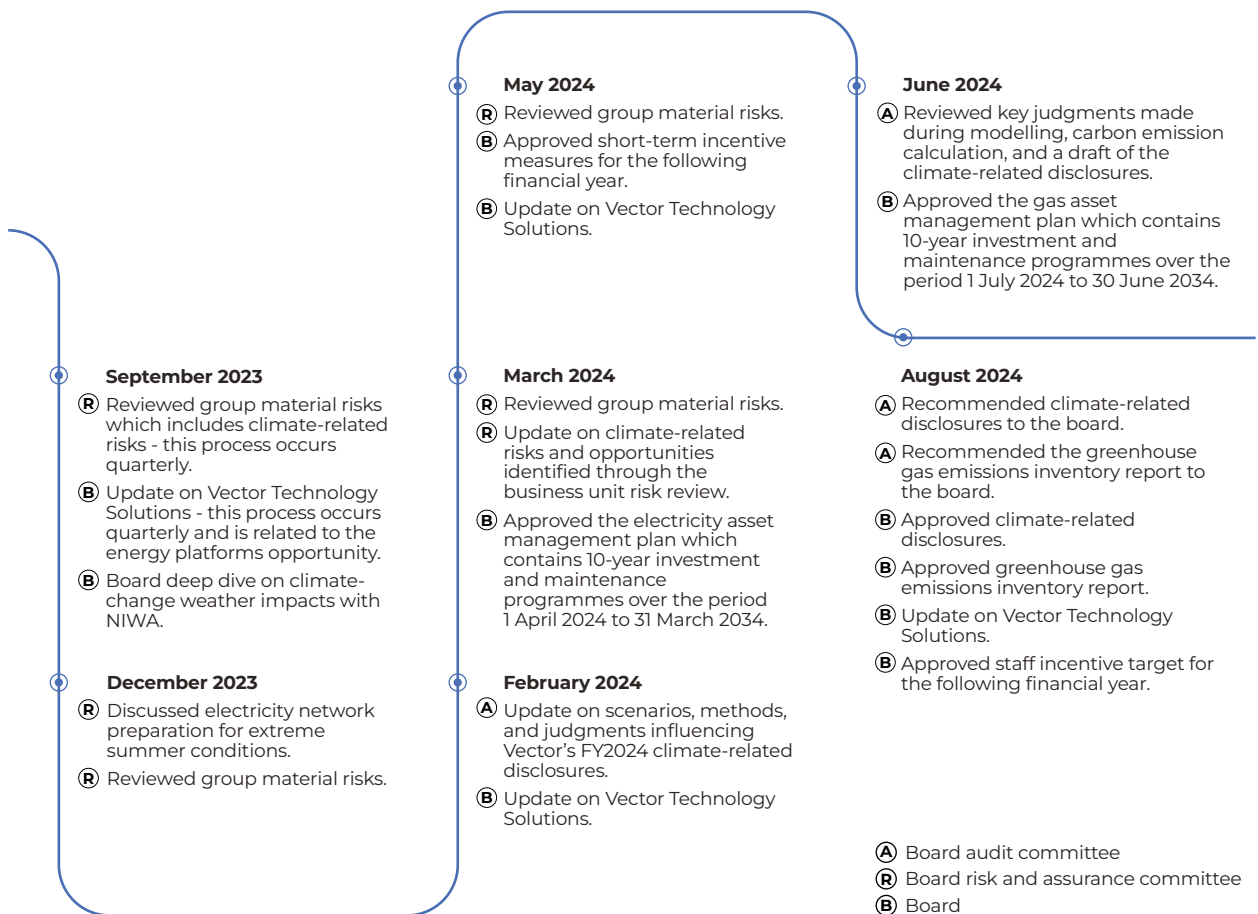 September 2023
R Reviewed group material risks
which includes climate-related
risks - this process occurs
quarterly.
B Update on Vector Technology
Solutions - this process occurs
quarterly and is related to the
energy platforms opportunity.
B Board deep dive on climate-
change weather impacts with
NIWA.
December 2023
R Discussed electricity network
preparation for extreme
summer conditions.
R Reviewed group material risks.
February 2024
A Update on scenarios, methods,
and judgments influencing
Vector's FY2024 climate-related
disclosures.
B Update on Vector Technology
Solutions.
March 2024
R Reviewed group material risks.
R Update on climate-related
risks and opportunities
identified through the
business unit risk review.
B Approved the electricity asset
management plan which
contains 10-year investment
and maintenance
programmes over the period
1 April 2024 to 31 March 2034.
May 2024
R Reviewed group material risks.
B Approved short-term incentive
measures for the following
financial year.
B Update on Vector Technology
Solutions.
June 2024
A Reviewed key judgments made
during modelling, carbon emission
calculation, and a draft of the
climate-related disclosures.
B Approved the gas asset
management plan which contains
10-year investment and
maintenance programmes over the
period 1 July 2024 to 30 June 2034.
August 2024
A Recommended climate-related
disclosures to the board.
A Recommended the greenhouse
gas emissions inventory report to
the board.
B Approved climate-related
disclosures.
B Approved greenhouse gas
emissions inventory report.
B Update on Vector Technology
Solutions.
B Approved staff incentive target for
the following financial year.
A Board audit committee
R Board risk and assurance committee
B Board